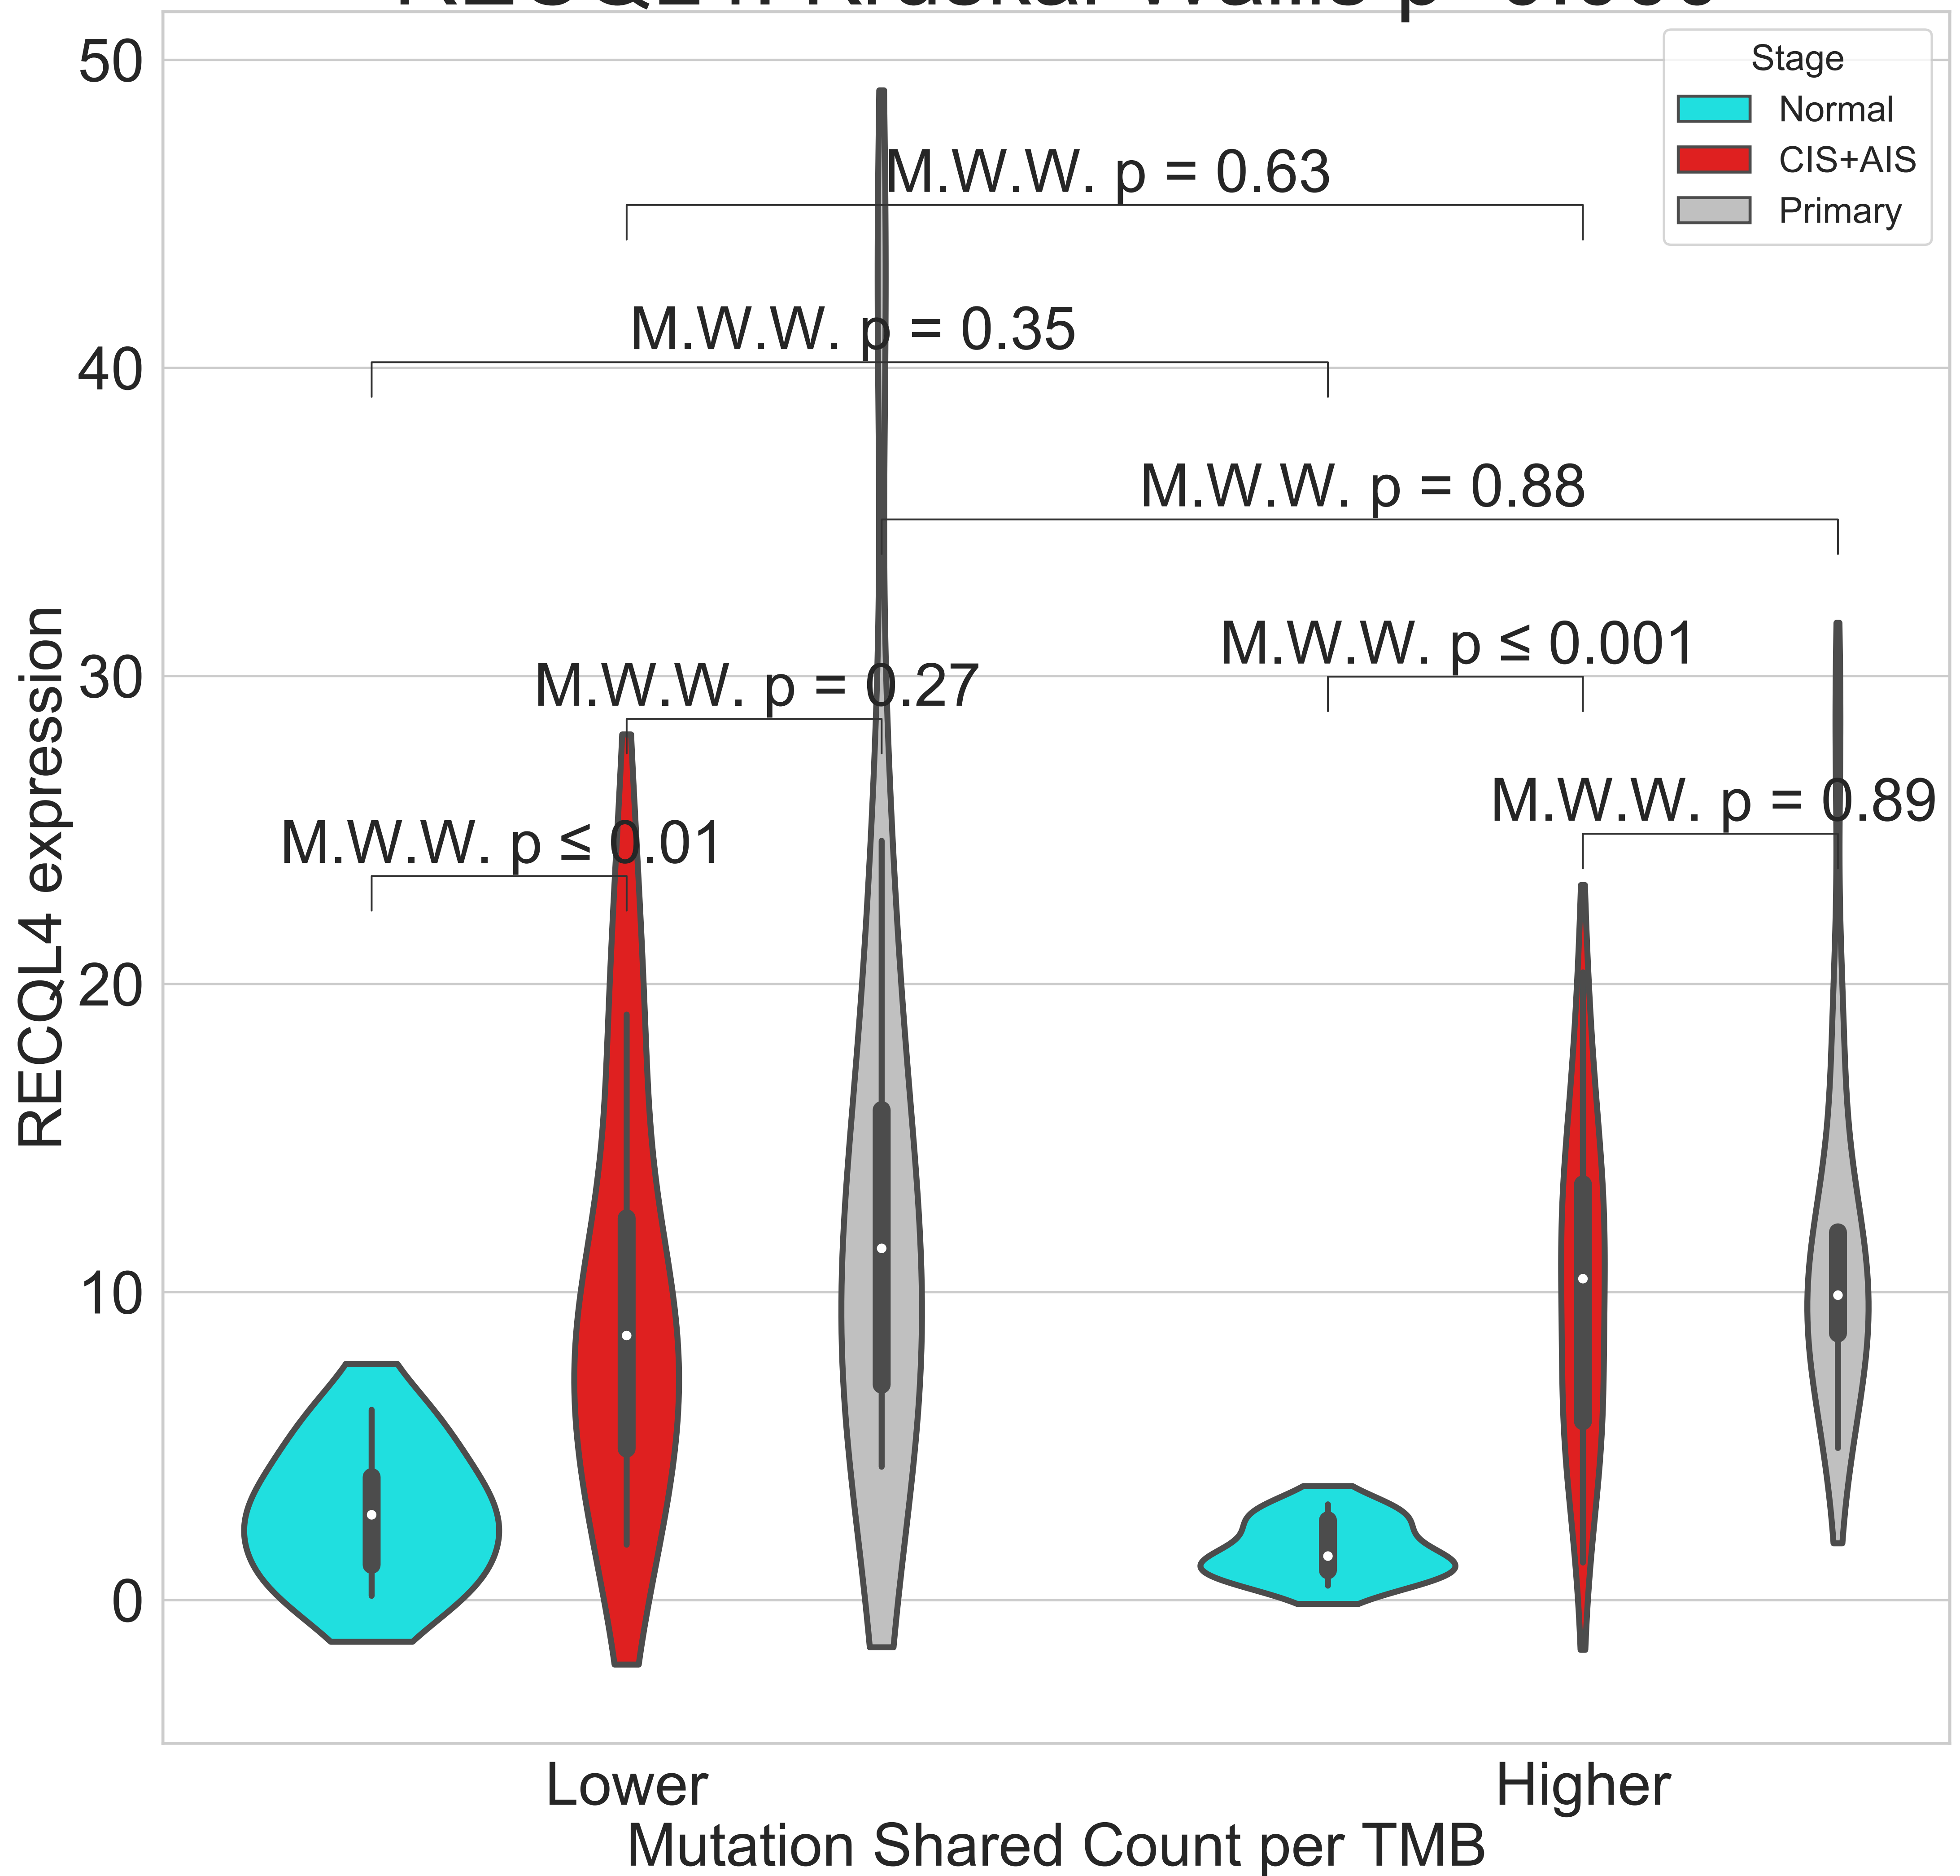 50
40
30
20
10
0
RECQL4 expression
Stage
Normal
CIS+AIS
Primary
M.W.W. p = 0.63
M.W.W. p = 0.35
M.W.W. p = 0.88
M.W.W. p ≤ 0.001
M.W.W. p = 0.27
M.W.W. p = 0.89
M.W.W. p ≤ 0.01
Lower
Higher
Mutation Shared Count per TMB